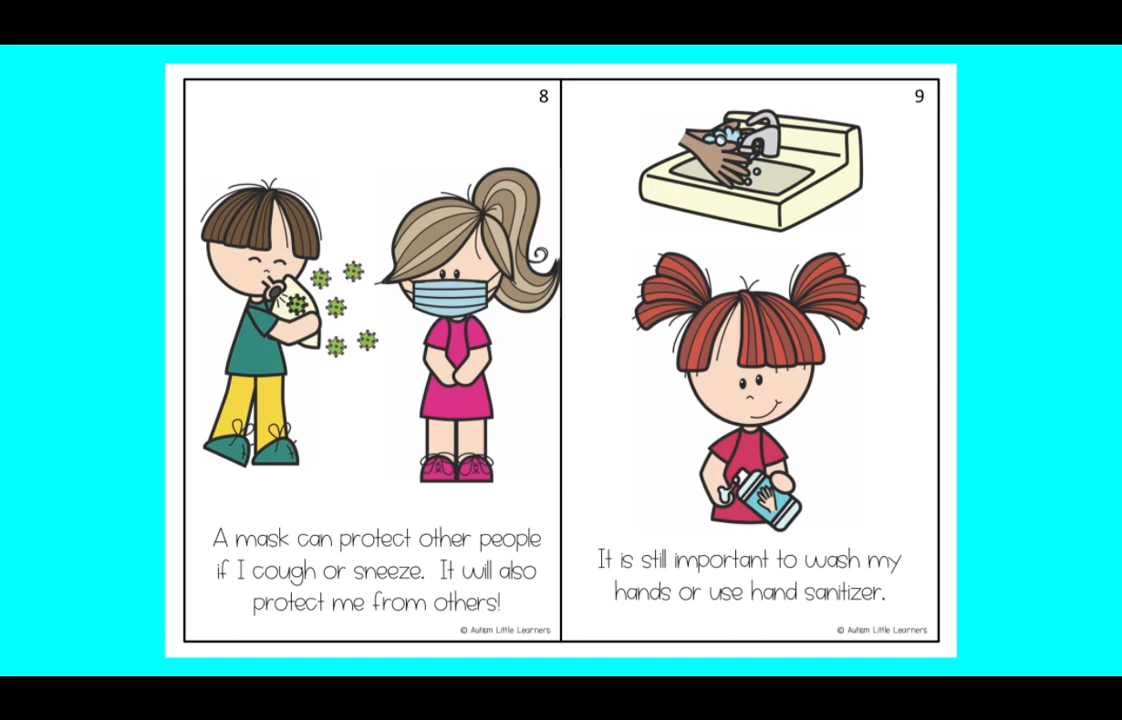 8
A mask can protect other people
if I cough or sneeze. It will also
protect me from others!
© Autism Little Learners
9
It is still important to wash my
hands or use hand sanitizer.
© Autism Little Learners